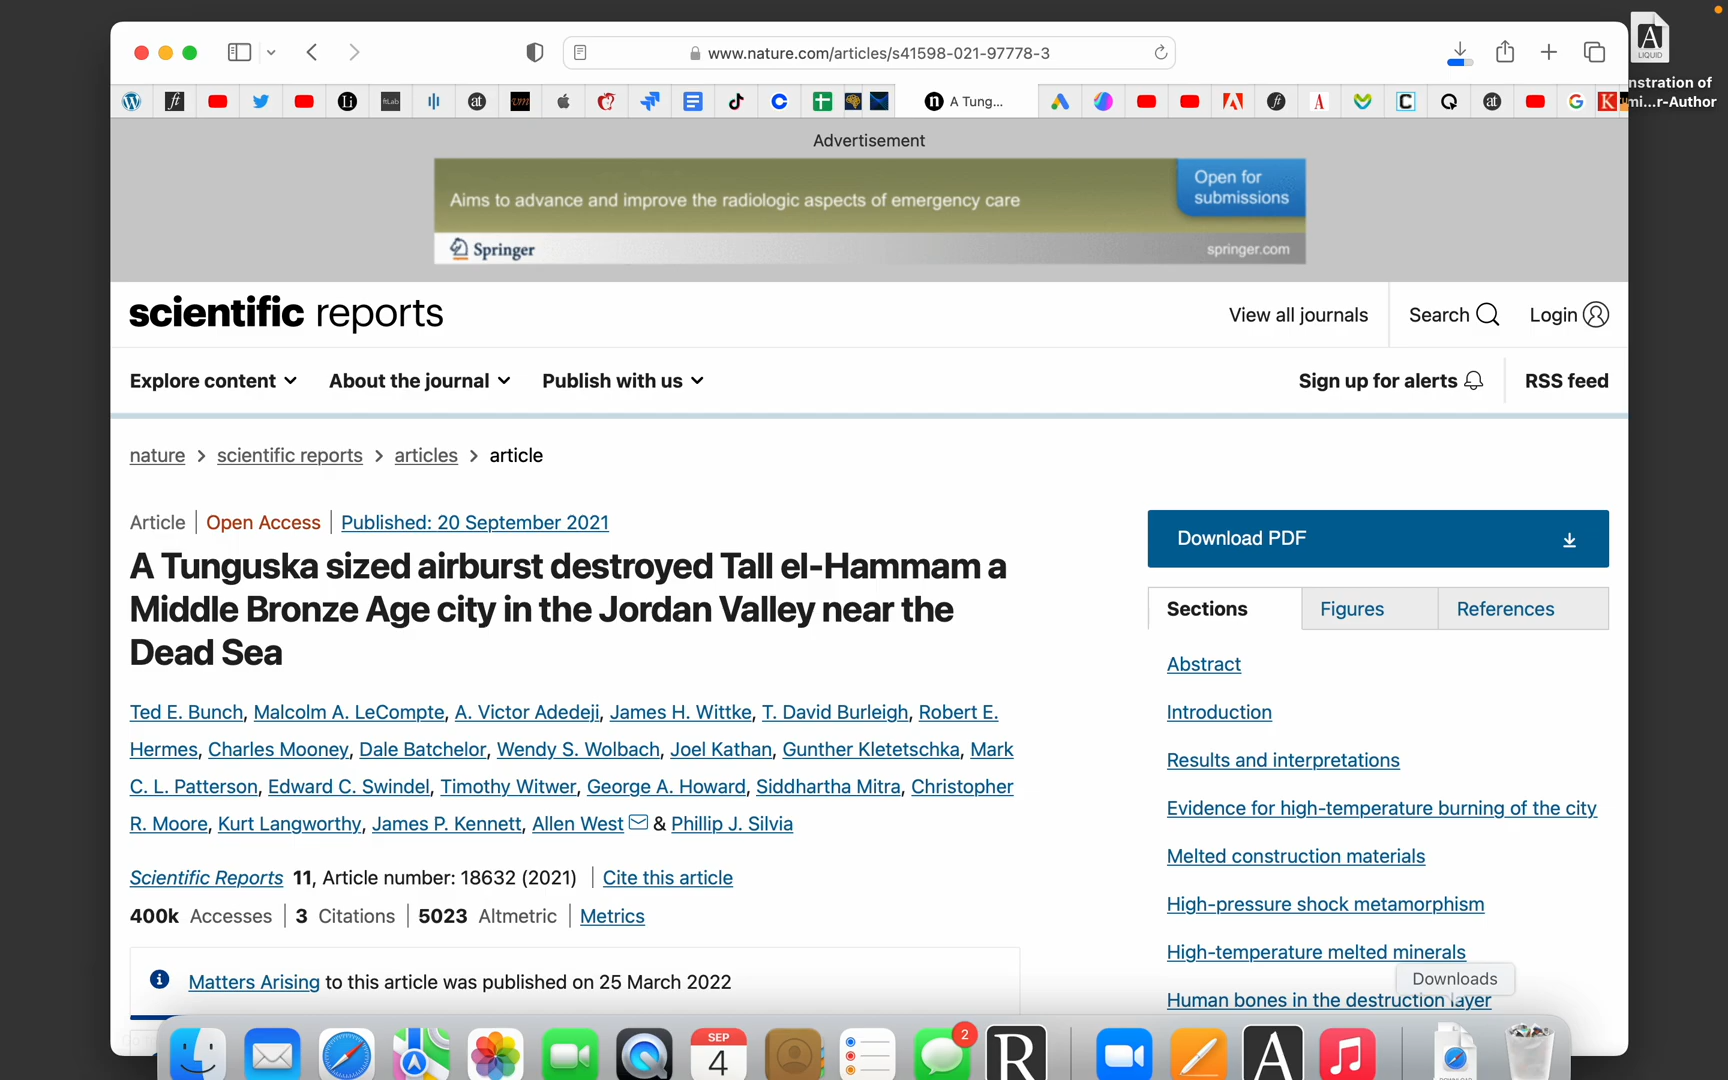 www.nature.com/articles/s41598-021-97778-3
A Tung...
Advertisement
Aims to advance and improve the radiologic aspects of emergency care
Open for
submissions
Springer
springer.com
scientific reports
View all journals
Search
Login
Explore content
About the journal
Publish with us
Sign up for alerts
RSS feed
nature > scientific reports > articles > article
Article | Open Access | Published: 20 September 2021
A Tunguska sized airburst destroyed Tall el-Hammam a
Middle Bronze Age city in the Jordan Valley near the
Dead Sea
Ted E. Bunch, Malcolm A. LeCompte, A. Victor Adedeji, James H. Wittke, T. David Burleigh, Robert E.
Hermes, Charles Mooney, Dale Batchelor, Wendy S. Wolbach, Joel Kathan, Gunther Kletetschka, Mark
C. L. Patterson, Edward C. Swindel, Timothy Witwer, George A. Howard, Siddhartha Mitra, Christopher
R. Moore, Kurt Langworthy, James P. Kennett, Allen West & Phillip J. Silvia
Scientific Reports 11, Article number: 18632 (2021) | Cite this article
400k Accesses | 3 Citations | 5023 Altmetric | Metrics
Matters Arising to this article was published on 25 March 2022
Download PDF
Sections
Figures
References
Abstract
Introduction
Results and interpretations
Evidence for high-temperature burning of the city
Melted construction materials
High-pressure shock metamorphism
High-temperature melted minerals
Downloads
Human bones in the destruction layer
LIQUID
nstration of
mi...r-Author
SEP
4
2
R
A